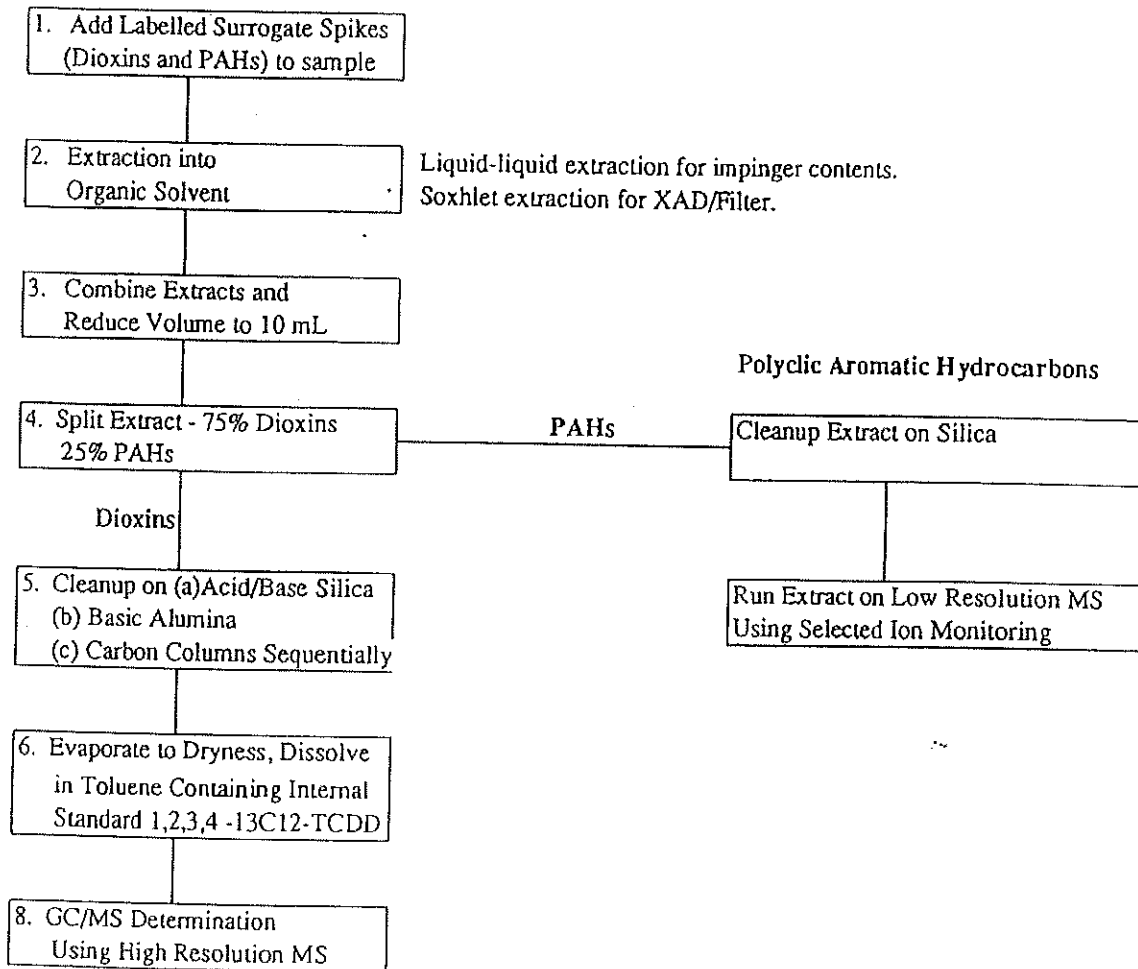 1. Add Labelled Surrogate Spikes
(Dioxins and PAHs) to sample
2. Extraction into
Organic Solvent
Liquid-liquid extraction for impinger contents.
Soxhlet extraction for XAD/Filter.
3. Combine Extracts and
Reduce Volume to 10 mL
4. Split Extract - 75% Dioxins
25% PAHs
PAHs
Polyclic Aromatic Hydrocarbons
Cleanup Extract on Silica
Run Extract on Low Resolution MS
Using Selected Ion Monitoring
Dioxins
5. Cleanup on (a)Acid/Base Silica
(b) Basic Alumina
(c) Carbon Columns Sequentially
6. Evaporate to Dryness, Dissolve
in Toluene Containing Internal
Standard 1,2,3,4 -13C12-TCDD
8. GC/MS Determination
Using High Resolution MS